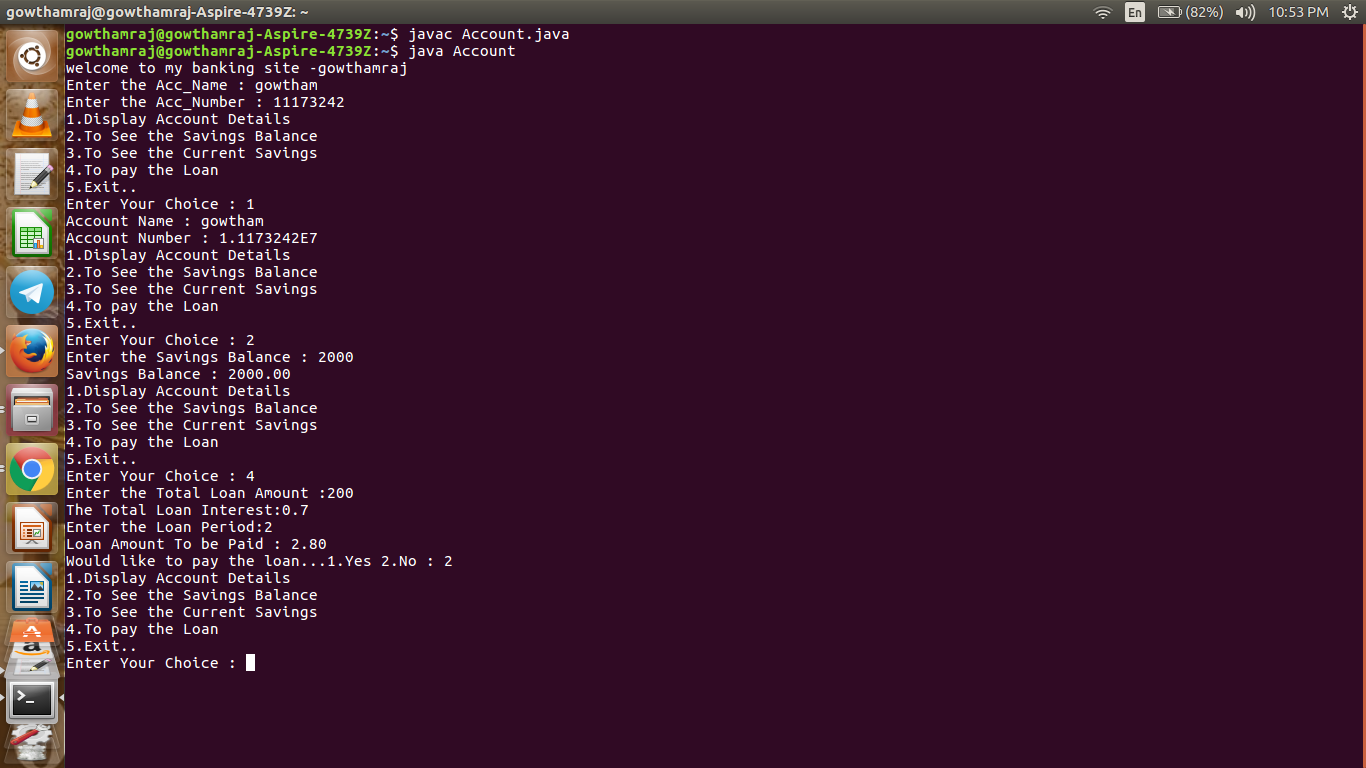 gowthamraj@gowthamraj-Aspire-4739Z: ~ En (82%) 10:53 PM
gowthamraj@gowthamraj-Aspire-4739Z:~$ javac Account.java
gowthamraj@gowthamraj-Aspire-4739Z:~$ java Account
welcome to my banking site -gowthamraj
Enter the Acc_Name : gowtham
Enter the Acc_Number : 11173242
1.Display Account Details
2.To See the Savings Balance
3.To See the Current Savings
4.To pay the Loan
5.Exit..
Enter Your Choice : 1
Account Name : gowtham
Account Number : 1.1173242E7
1.Display Account Details
2.To See the Savings Balance
3.To See the Current Savings
4.To pay the Loan
5.Exit..
Enter Your Choice : 2
Enter the Savings Balance : 2000
Savings Balance : 2000.00
1.Display Account Details
2.To See the Savings Balance
3.To See the Current Savings
4.To pay the Loan
5.Exit..
Enter Your Choice : 4
Enter the Total Loan Amount :200
The Total Loan Interest:0.7
Enter the Loan Period:2
Loan Amount To be Paid : 2.80
Would like to pay the loan...1.Yes 2.No : 2
1.Display Account Details
2.To See the Savings Balance
3.To See the Current Savings
4.To pay the Loan
5.Exit..
Enter Your Choice :